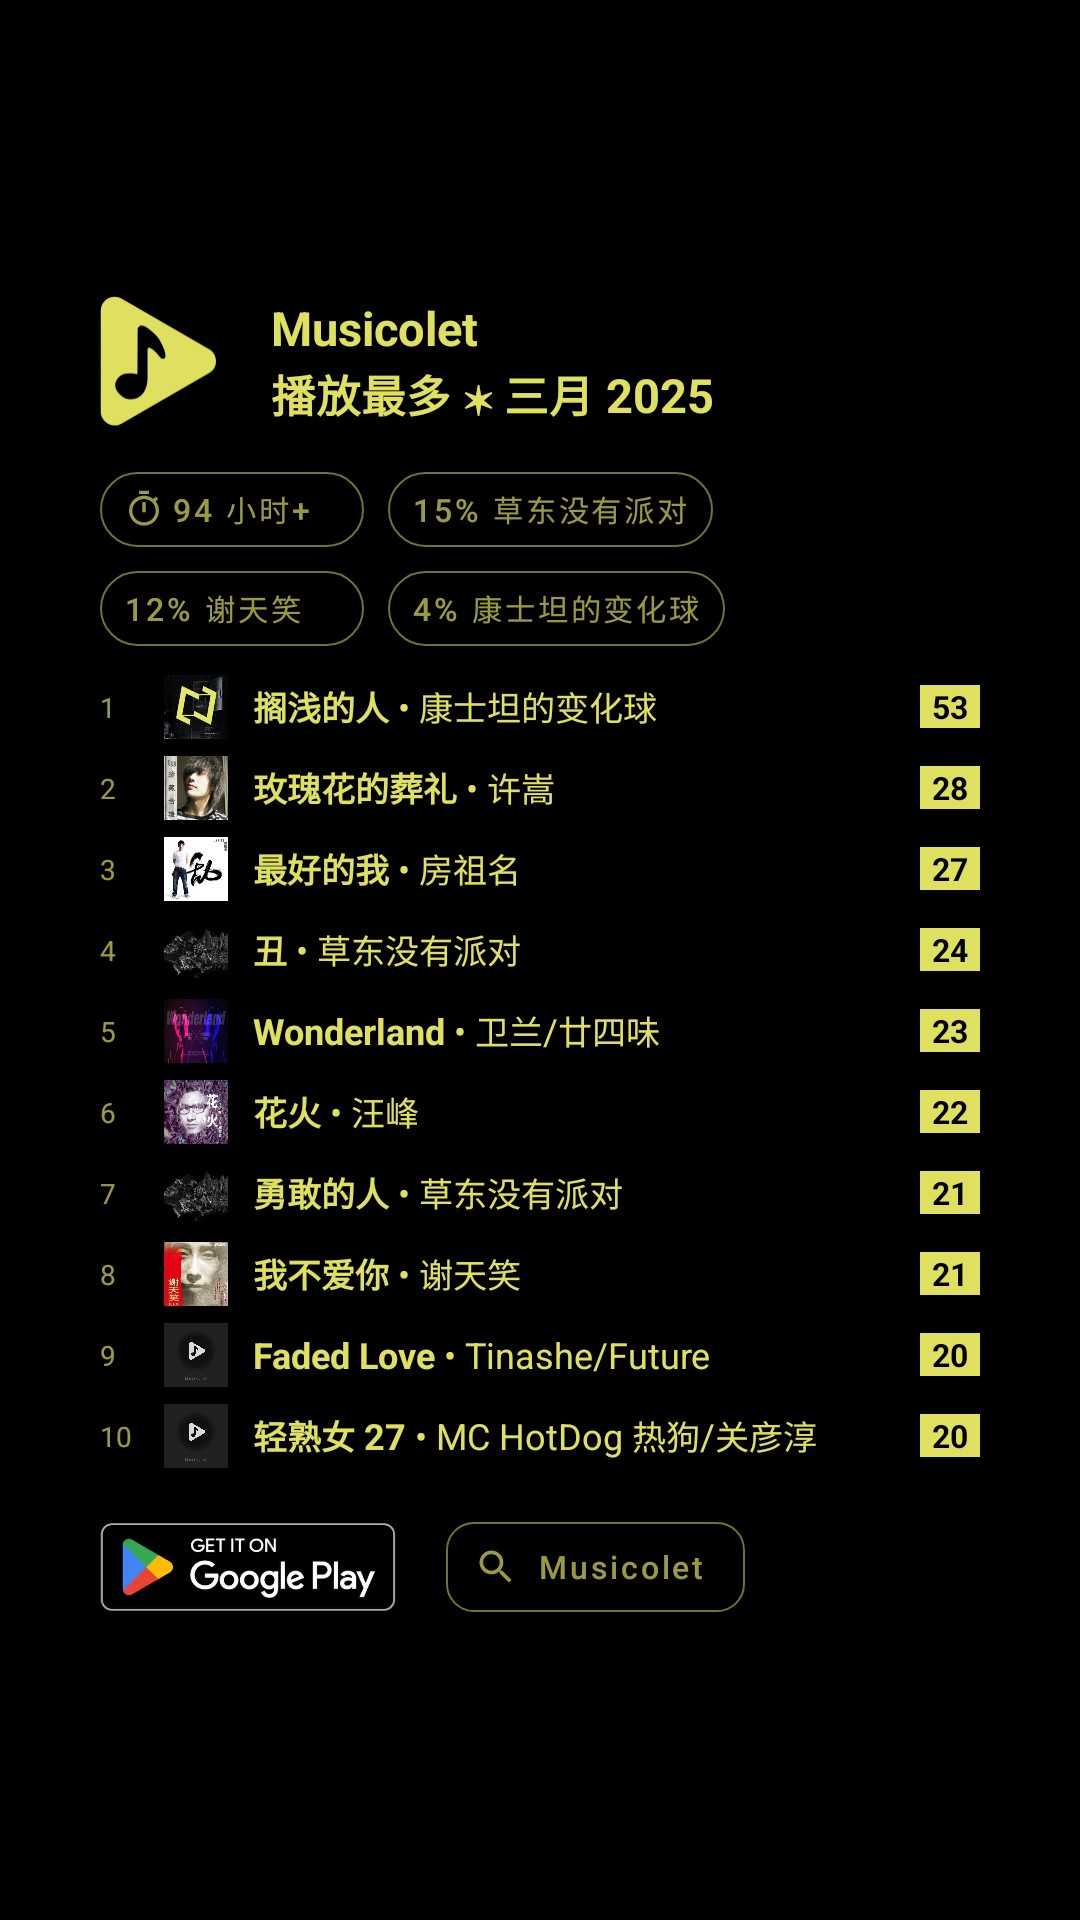 Musicolet
播放最多 ✶ 三月 2025
94 小时+
15% 草东没有派对
12% 谢天笑
4% 康士坦的变化球
1 搁浅的人 • 康士坦的变化球 53
2 玫瑰花的葬礼 • 许嵩 28
3 最好的我 • 房祖名 27
4 丑 • 草东没有派对 24
5 Wonderland • 卫兰/廿四味 23
6 花火 • 汪峰 22
7 勇敢的人 • 草东没有派对 21
8 我不爱你 • 谢天笑 21
9 Faded Love • Tinashe/Future 20
10 轻熟女 27 • MC HotDog 热狗/关彦淳 20
GET IT ON
Google Play
Musicolet